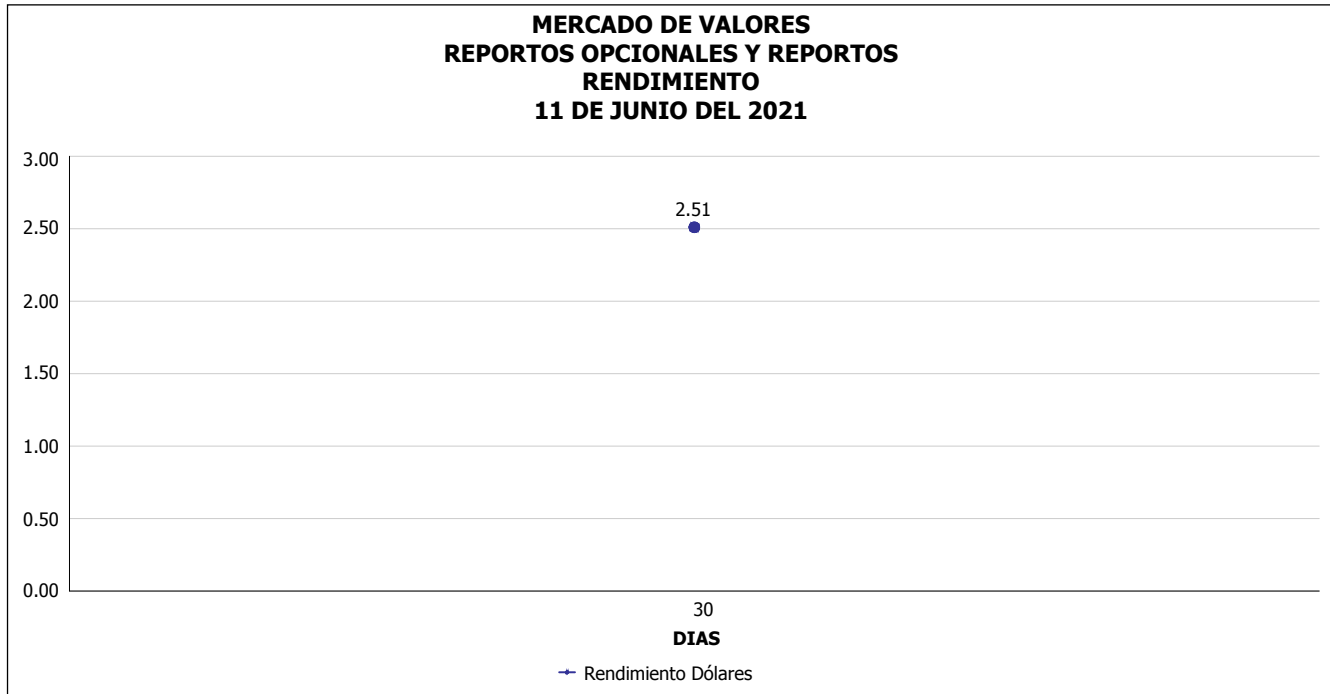 MERCADO DE VALORES
REPORTOS OPCIONALES Y REPORTOS
RENDIMIENTO
11 DE JUNIO DEL 2021
3.00
2.51
2.50
2.00
1.50
1.00
0.50
0.00
30
DIAS
Rendimiento Dólares